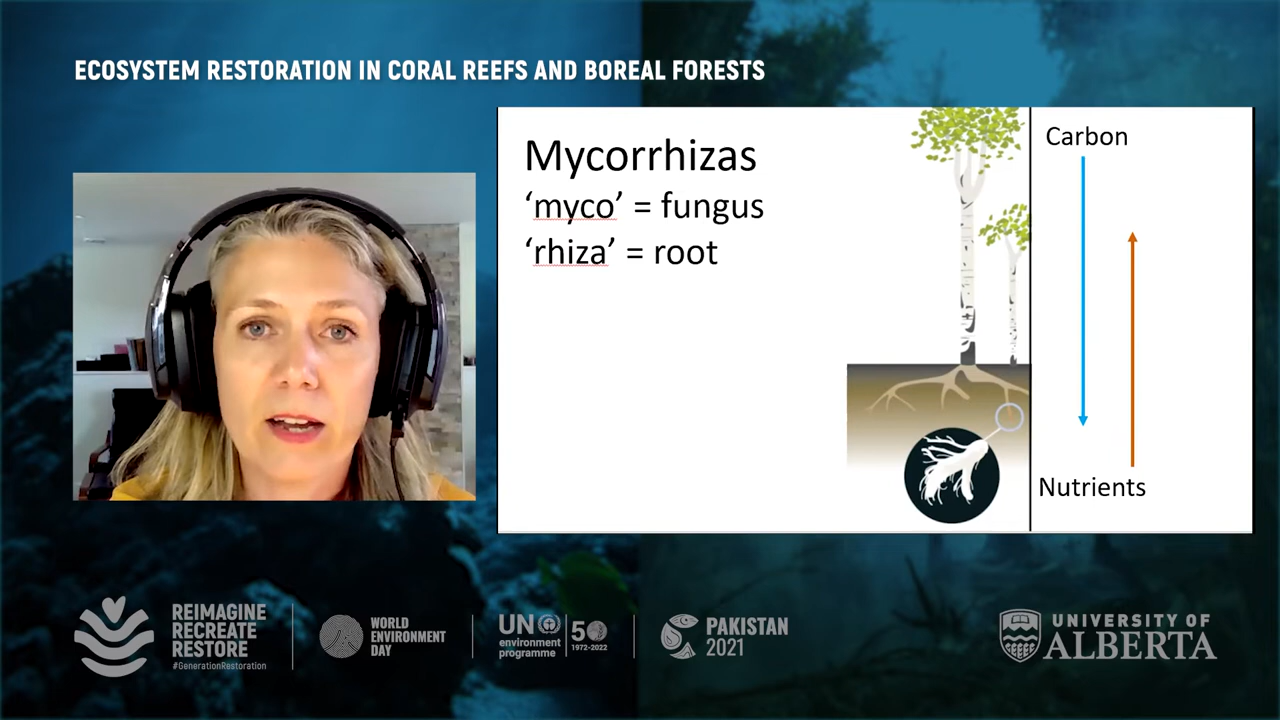 ECOSYSTEM RESTORATION IN CORAL REEFS AND BOREAL FORESTS
Mycorrhizas
‘myco’ = fungus
‘rhiza’ = root
Carbon
Nutrients
REIMAGINE
RECREATE
RESTORE
#GenerationRestoration
WORLD
ENVIRONMENT
DAY
UN
environment
programme
50
1972-2022
PAKISTAN
2021
UNIVERSITY OF
ALBERTA